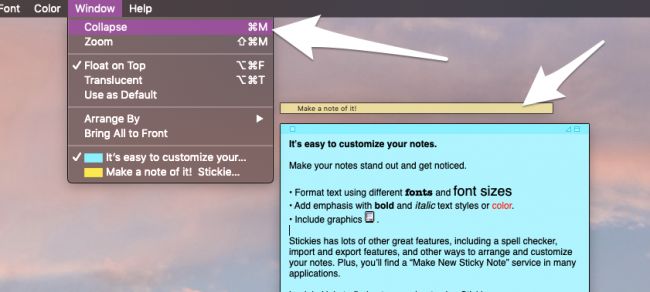 Font Color Window Help
Collapse ⌘M
Zoom ⇧⌘M
✓ Float on Top ⌥⌘F
Translucent ⌥⌘T
Use as Default
Arrange By ▶
Bring All to Front
✓ It's easy to customize your...
Make a note of it! Stickie...
Make a note of it!
It's easy to customize your notes.
Make your notes stand out and get noticed.
• Format text using different fonts and font sizes
• Add emphasis with bold and italic text styles or color.
• Include graphics .
Stickies has lots of other great features, including a spell checker,
import and export features, and other ways to arrange and customize
your notes. Plus, you'll find a “Make New Sticky Note” service in many
applications.